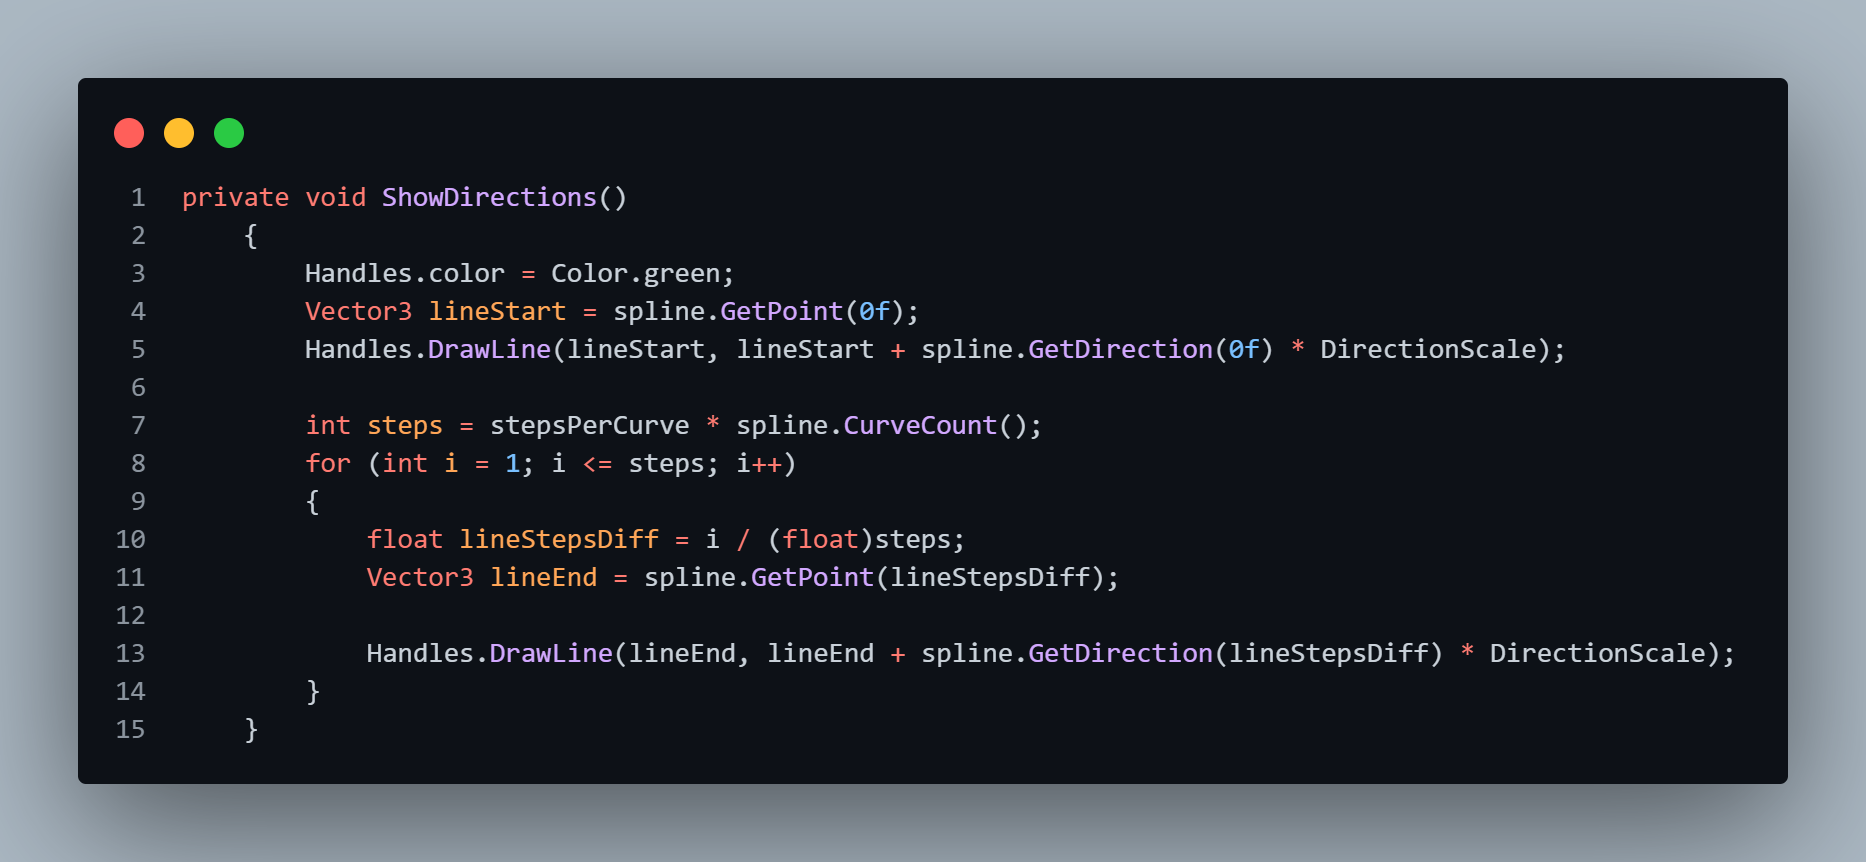 1 private void ShowDirections()
2     {
3         Handles.color = Color.green;
4         Vector3 lineStart = spline.GetPoint(0f);
5         Handles.DrawLine(lineStart, lineStart + spline.GetDirection(0f) * DirectionScale);
6
7         int steps = stepsPerCurve * spline.CurveCount();
8         for (int i = 1; i <= steps; i++)
9         {
10             float lineStepsDiff = i / (float)steps;
11             Vector3 lineEnd = spline.GetPoint(lineStepsDiff);
12
13             Handles.DrawLine(lineEnd, lineEnd + spline.GetDirection(lineStepsDiff) * DirectionScale);
14         }
15     }